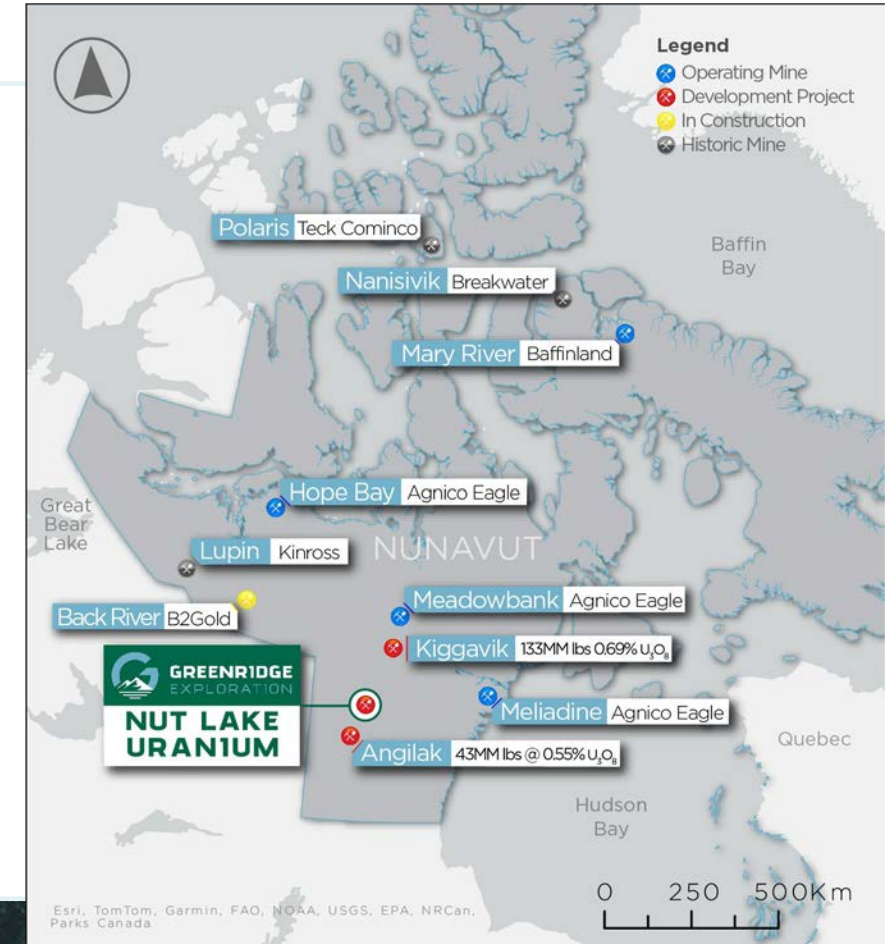 Legend
Operating Mine
Development Project
In Construction
Historic Mine
Polaris Teck Cominco
Baffin
Bay
Nanisivik Breakwater
Mary River Baffinland
Hope Bay Agnico Eagle
Great
Bear
Lake
NUNAVUT
Lupin Kinross
Meadowbank Agnico Eagle
Back River B2Gold
Kiggavik 133MM lbs 0.69% U₃O₈
G GREENR1DGE
EXPLORATION
NUT LAKE
URAN1UM
Meliadine Agnico Eagle
Angilak 43MM lbs @ 0.55% U₃O₈
Quebec
Hudson
Bay
0 250 500Km
Esri, TomTom, Garmin, FAO, NOAA, USGS, EPA, NRCan,
Parks Canada